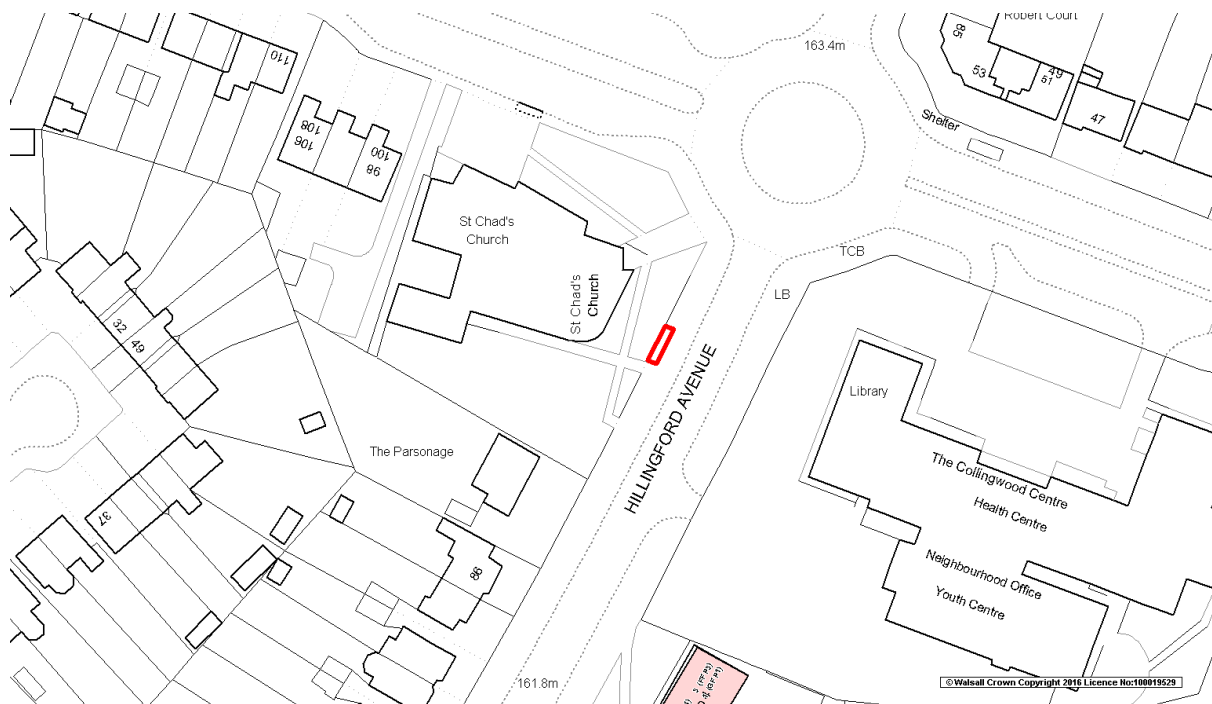 Robert Court
163.4m
85
53
49
51
47
110
Shelter
108
106
100
98
St Chad's
Church
St Chad's
Church
TCB
LB
32
49
HILLINGFORD AVENUE
Library
The Parsonage
The Collingwood Centre
Health Centre
37
86
Neighbourhood Office
Youth Centre
161.8m
© Walsall Crown Copyright 2016 Licence No:100019529